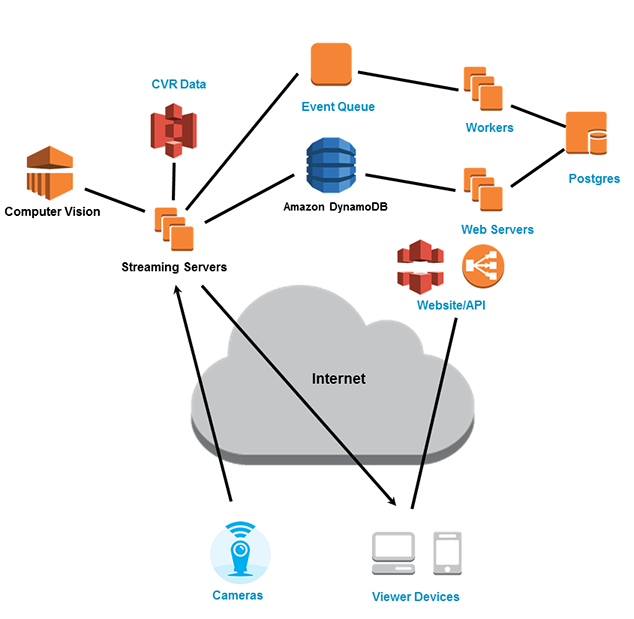 CVR Data
Event Queue
Workers
Postgres
Computer Vision
Amazon DynamoDB
Web Servers
Streaming Servers
Website/API
Internet
Cameras
Viewer Devices